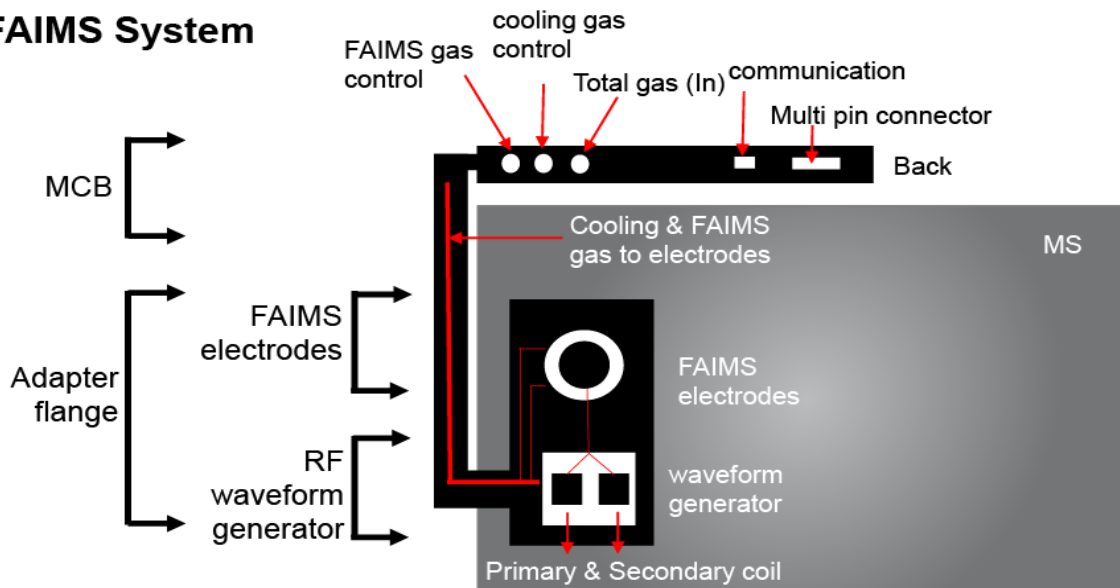 FAIMS System
cooling gas
control
FAIMS gas
control
Total gas (In)
communication
Multi pin connector
Back
MCB
Cooling & FAIMS
gas to electrodes
MS
FAIMS
electrodes
Adapter
flange
FAIMS
electrodes
RF
waveform
generator
waveform
generator
Primary & Secondary coil